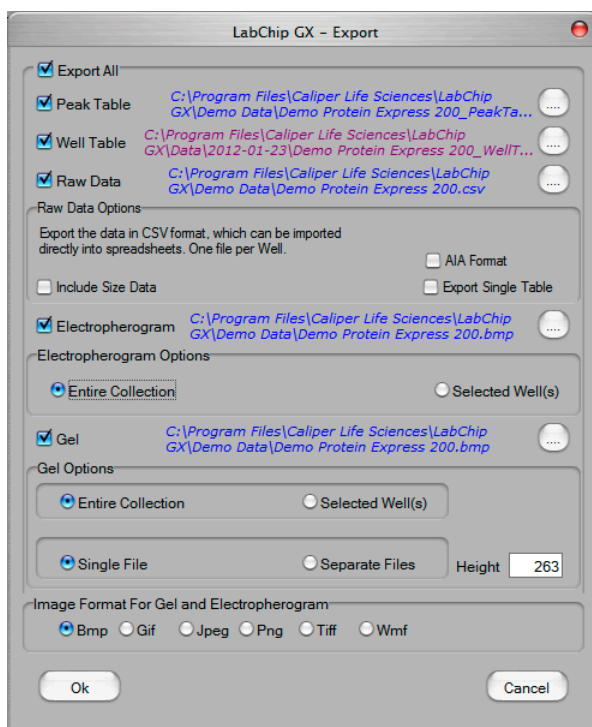 LabChip GX - Export
Export All
Peak Table
C:\Program Files\Caliper Life Sciences\LabChip
GX\Demo Data\Demo Protein Express 200_PeakTa...
....
Well Table
C:\Program Files\Caliper Life Sciences\LabChip
GX\Data\2012-01-23\Demo Protein Express 200_WellT...
....
Raw Data
C:\Program Files\Caliper Life Sciences\LabChip
GX\Demo Data\Demo Protein Express 200.csv
....
Raw Data Options
Export the data in CSV format, which can be imported
directly into spreadsheets. One file per Well.
AIA Format
Include Size Data
Export Single Table
Electropherogram
C:\Program Files\Caliper Life Sciences\LabChip
GX\Demo Data\Demo Protein Express 200.bmp
....
Electropherogram Options
Entire Collection
Selected Well(s)
Gel
C:\Program Files\Caliper Life Sciences\LabChip
GX\Demo Data\Demo Protein Express 200.bmp
....
Gel Options
Entire Collection
Selected Well(s)
Single File
Separate Files
Height 263
Image Format For Gel and Electropherogram
Bmp Gif Jpeg Png Tiff Wmf
Ok
Cancel